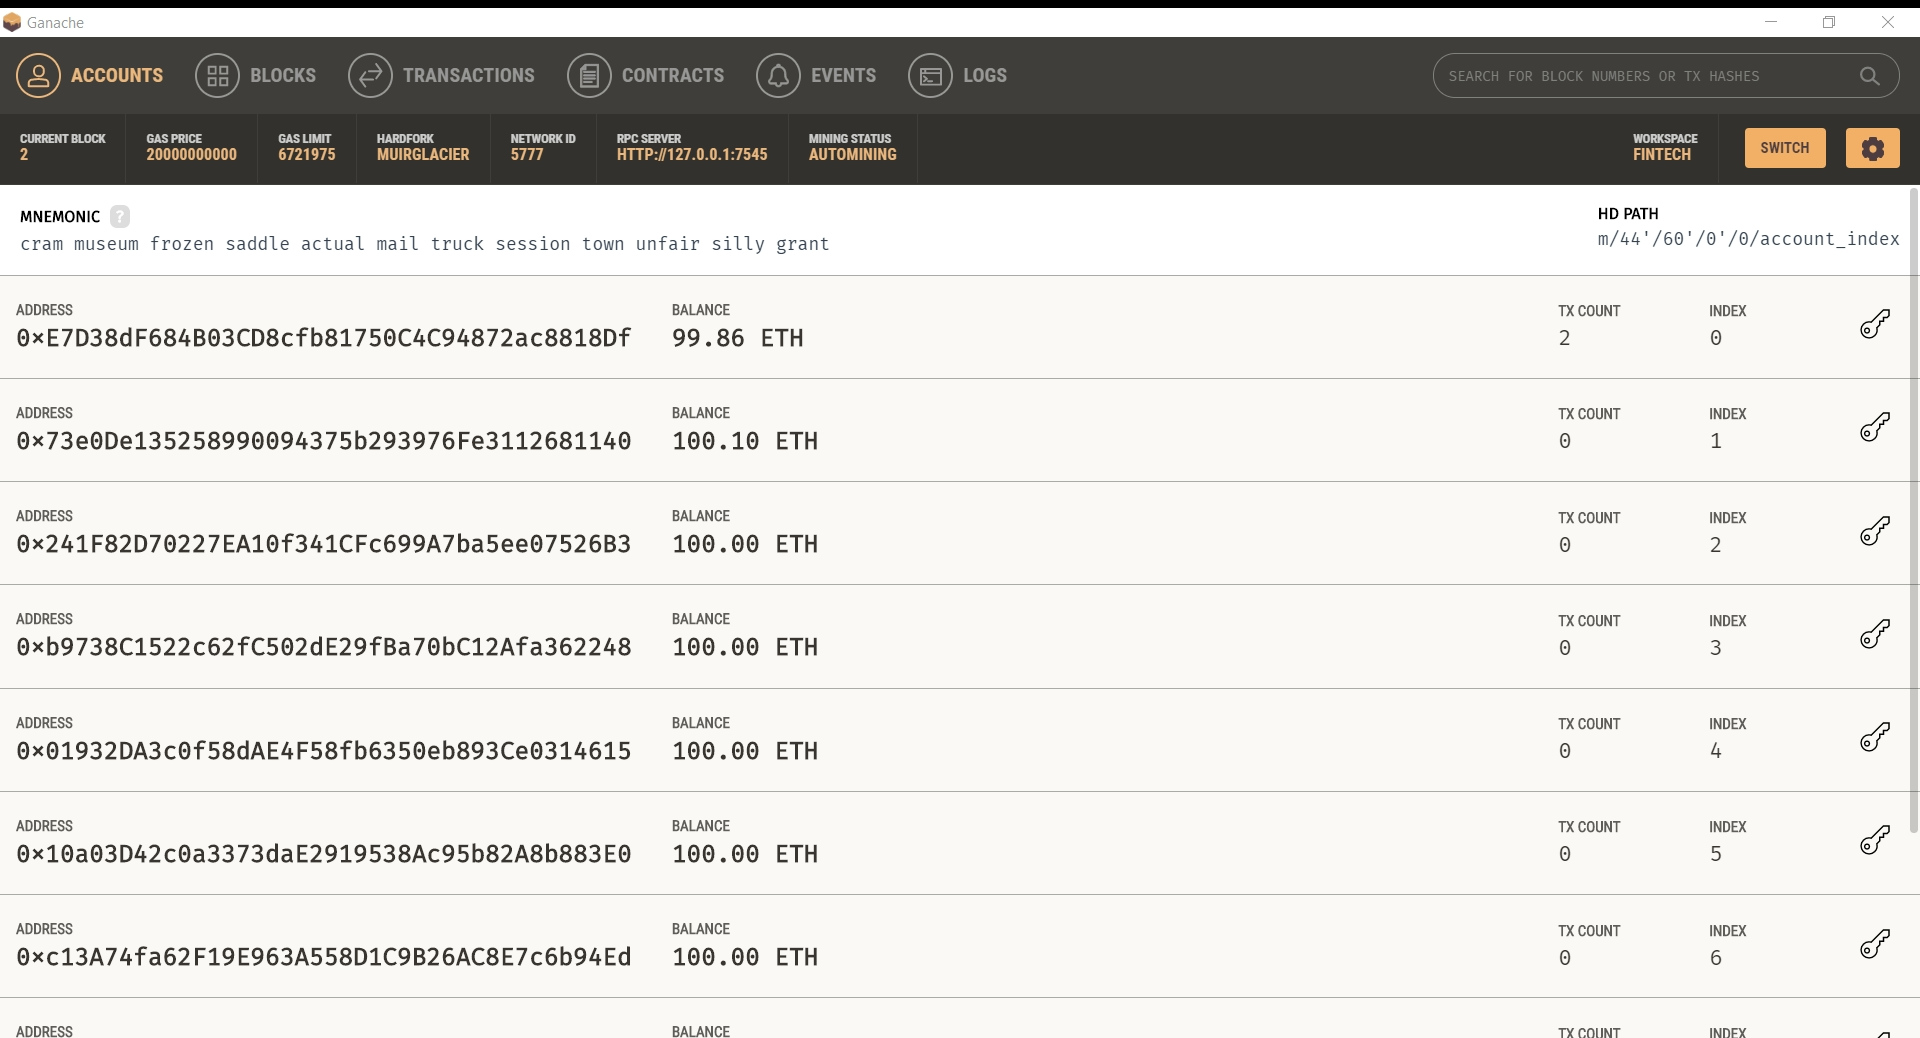 Ganache
ACCOUNTS BLOCKS TRANSACTIONS CONTRACTS EVENTS LOGS SEARCH FOR BLOCK NUMBERS OR TX HASHES
CURRENT BLOCK GAS PRICE GAS LIMIT HARDFORK NETWORK ID RPC SERVER MINING STATUS WORKSPACE
2 20000000000 6721975 MUIRGLACIER 5777 HTTP://127.0.0.1:7545 AUTOMINING FINTECH SWITCH
MNEMONIC ? HD PATH
cram museum frozen saddle actual mail truck session town unfair silly grant m/44'/60'/0'/0/account_index
ADDRESS BALANCE TX COUNT INDEX
0×E7D38dF684B03CD8cfb81750C4C94872ac8818Df 99.86 ETH 2 0
ADDRESS BALANCE TX COUNT INDEX
0×73e0De135258990094375b293976Fe3112681140 100.10 ETH 0 1
ADDRESS BALANCE TX COUNT INDEX
0×241F82D70227EA10f341CFc699A7ba5ee07526B3 100.00 ETH 0 2
ADDRESS BALANCE TX COUNT INDEX
0×b9738C1522c62fC502dE29fBa70bC12Afa362248 100.00 ETH 0 3
ADDRESS BALANCE TX COUNT INDEX
0×01932DA3c0f58dAE4F58fb6350eb893Ce0314615 100.00 ETH 0 4
ADDRESS BALANCE TX COUNT INDEX
0×10a03D42c0a3373daE2919538Ac95b82A8b883E0 100.00 ETH 0 5
ADDRESS BALANCE TX COUNT INDEX
0×c13A74fa62F19E963A558D1C9B26AC8E7c6b94Ed 100.00 ETH 0 6
ADDRESS BALANCE TX COUNT INDEX